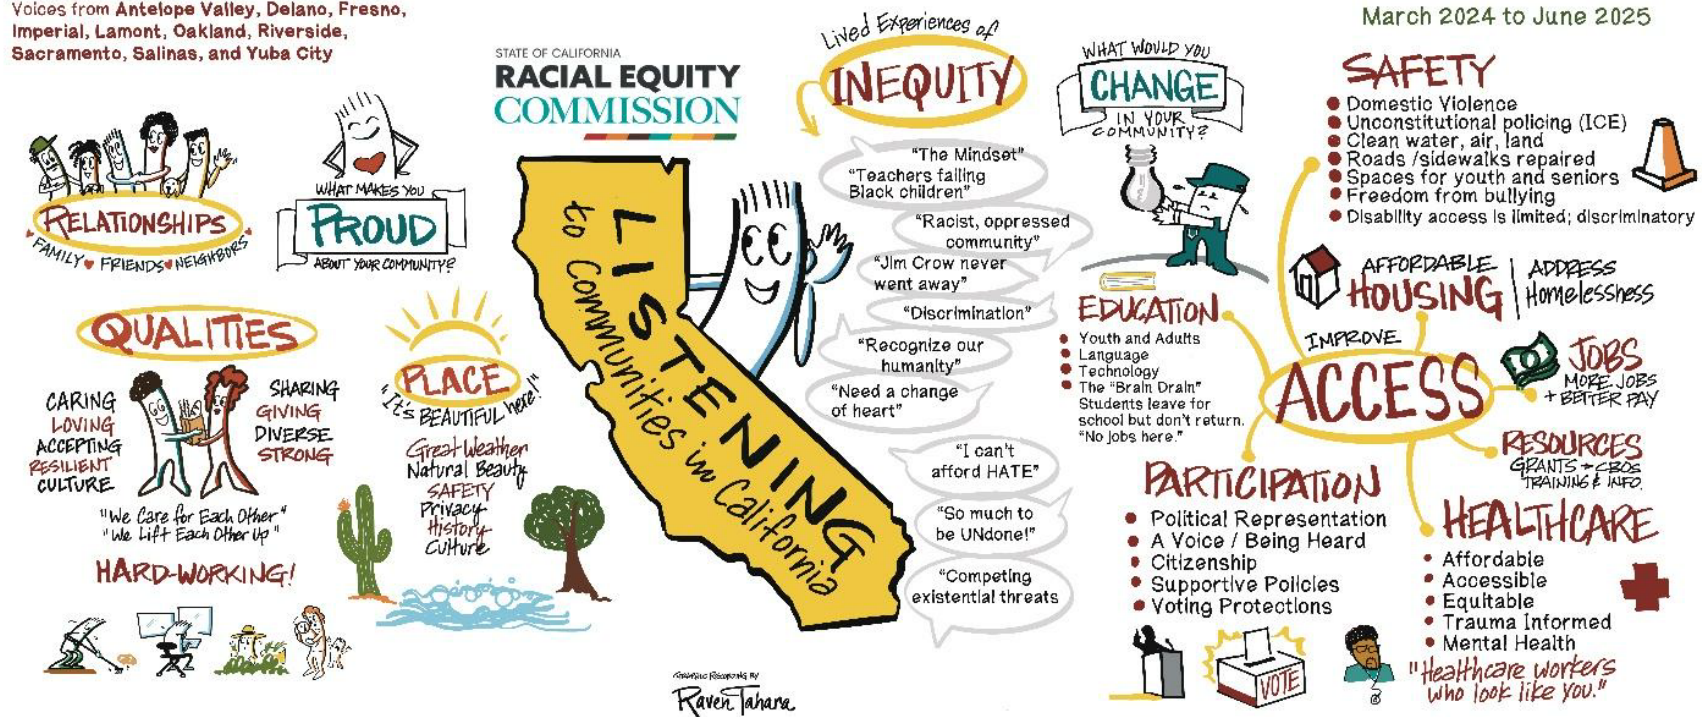 Voices from Antelope Valley, Delano, Fresno,
Imperial, Lamont, Oakland, Riverside,
Sacramento, Salinas, and Yuba City
RELATIONSHIPS
FAMILY FRIENDS NEIGHBORS
WHAT MAKES YOU
PROUD
ABOUT YOUR COMMUNITY?
QUALITIES
CARING
LOVING
ACCEPTING
RESILIENT
CULTURE
SHARING
GIVING
DIVERSE
STRONG
"We Care for Each Other"
"We Lift Each Other Up"
HARD-WORKING!
PLACE
"It's BEAUTIFUL here!"
Great Weather
Natural Beauty
SAFETY
Privacy
History
Culture
STATE OF CALIFORNIA
RACIAL EQUITY
COMMISSION
LISTENING
to Communities in California
GRAPHIC RECORDING BY
Raven Tahara
Lived Experiences of
INEQUITY
"The Mindset"
"Teachers failing
Black children"
"Racist, oppressed
community"
"Jim Crow never
went away"
"Discrimination"
"Recognize our
humanity"
"Need a change
of heart"
"I can't
afford HATE"
"So much to
be UNdone!"
"Competing
existential threats
WHAT WOULD YOU
CHANGE
IN YOUR
COMMUNITY?
March 2024 to June 2025
SAFETY
Domestic Violence
Unconstitutional policing (ICE)
Clean water, air, land
Roads /sidewalks repaired
Spaces for youth and seniors
Freedom from bullying
Disability access is limited; discriminatory
AFFORDABLE
HOUSING
ADDRESS
Homelessness
IMPROVE
ACCESS
EDUCATION
Youth and Adults
Language
Technology
The "Brain Drain"
Students leave for
school but don't return.
"No jobs here."
JOBS
MORE JOBS
+ BETTER PAY
RESOURCES
GRANTS + CBOS
TRAINING & INFO.
PARTICIPATION
Political Representation
A Voice / Being Heard
Citizenship
Supportive Policies
Voting Protections
VOTE
HEALTHCARE
Affordable
Accessible
Equitable
Trauma Informed
Mental Health
"Healthcare workers
who look like you."